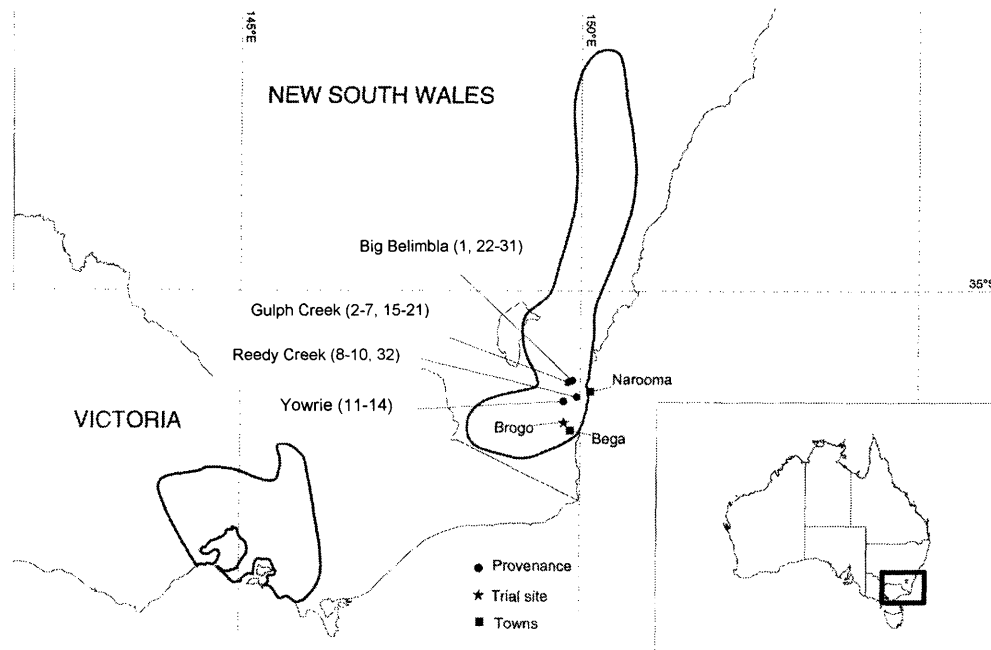 145°E
150°E
NEW SOUTH WALES
Big Belimbla (1, 22-31)
35°S
Gulph Creek (2-7, 15-21)
Reedy Creek (8-10, 32)
Narooma
Yowrie (11-14)
VICTORIA
Brogo
Bega
Provenance
Trial site
Towns